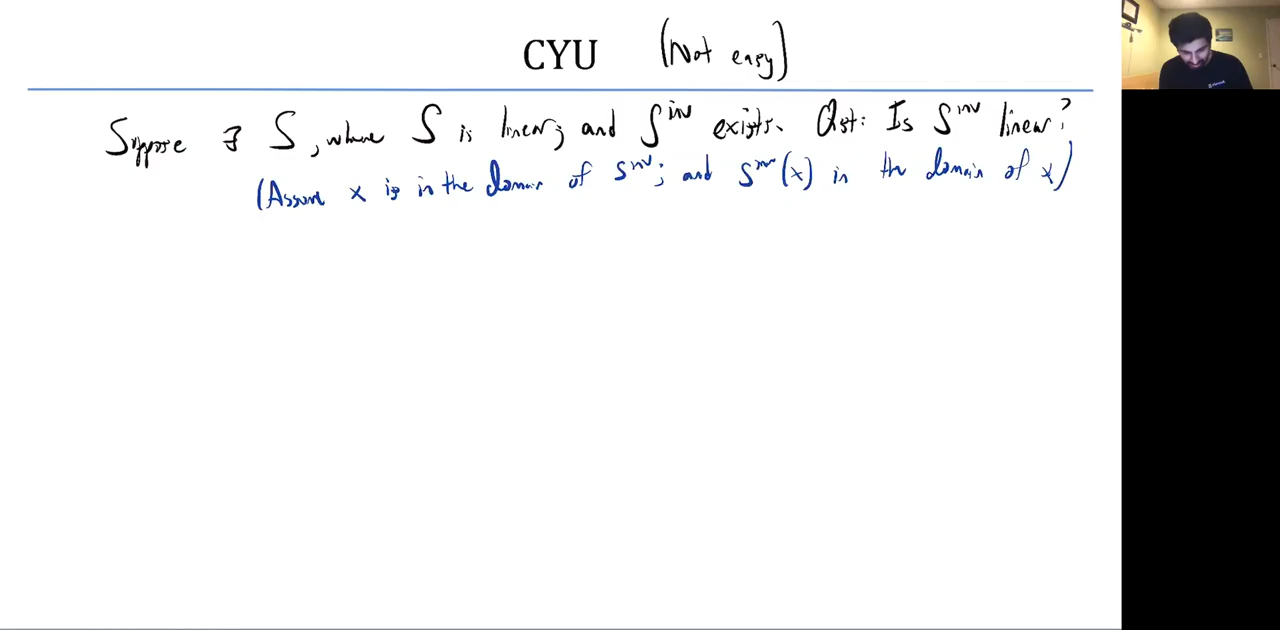 CYU (Not easy)
Suppose ∃ S, where S is linear; and S^inv exists. Qst: Is S^inv linear?
(Assume x is in the domain of S^inv; and S^inv(x) in the domain of x)